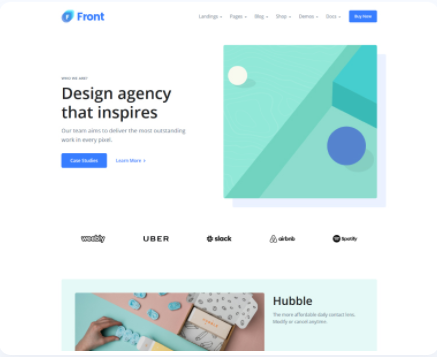 Front
Landings Pages Blog Shop Demos Docs Buy Now
WHO WE ARE?
Design agency
that inspires
Our team aims to deliver the most outstanding
work in every pixel.
Case Studies Learn More >
weebly UBER slack airbnb Spotify
Hubble
The more affordable daily contact lens.
Modify or cancel anytime.